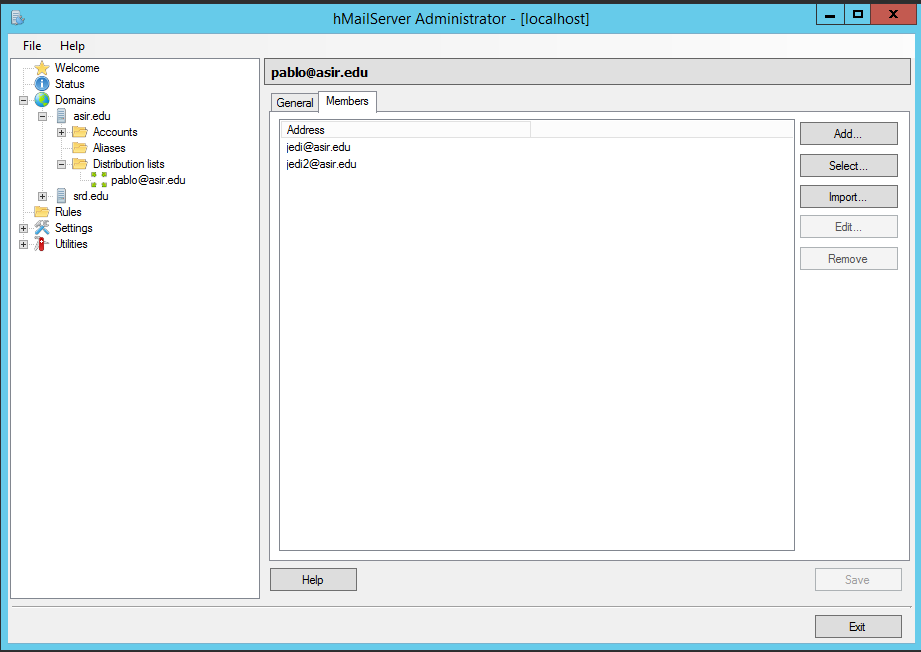 hMailServer Administrator - [localhost]
File Help
Welcome
Status
Domains
asir.edu
Accounts
Aliases
Distribution lists
pablo@asir.edu
srd.edu
Rules
Settings
Utilities
pablo@asir.edu
General Members
Address
jedi@asir.edu
jedi2@asir.edu
Add...
Select...
Import...
Edit...
Remove
Help
Save
Exit